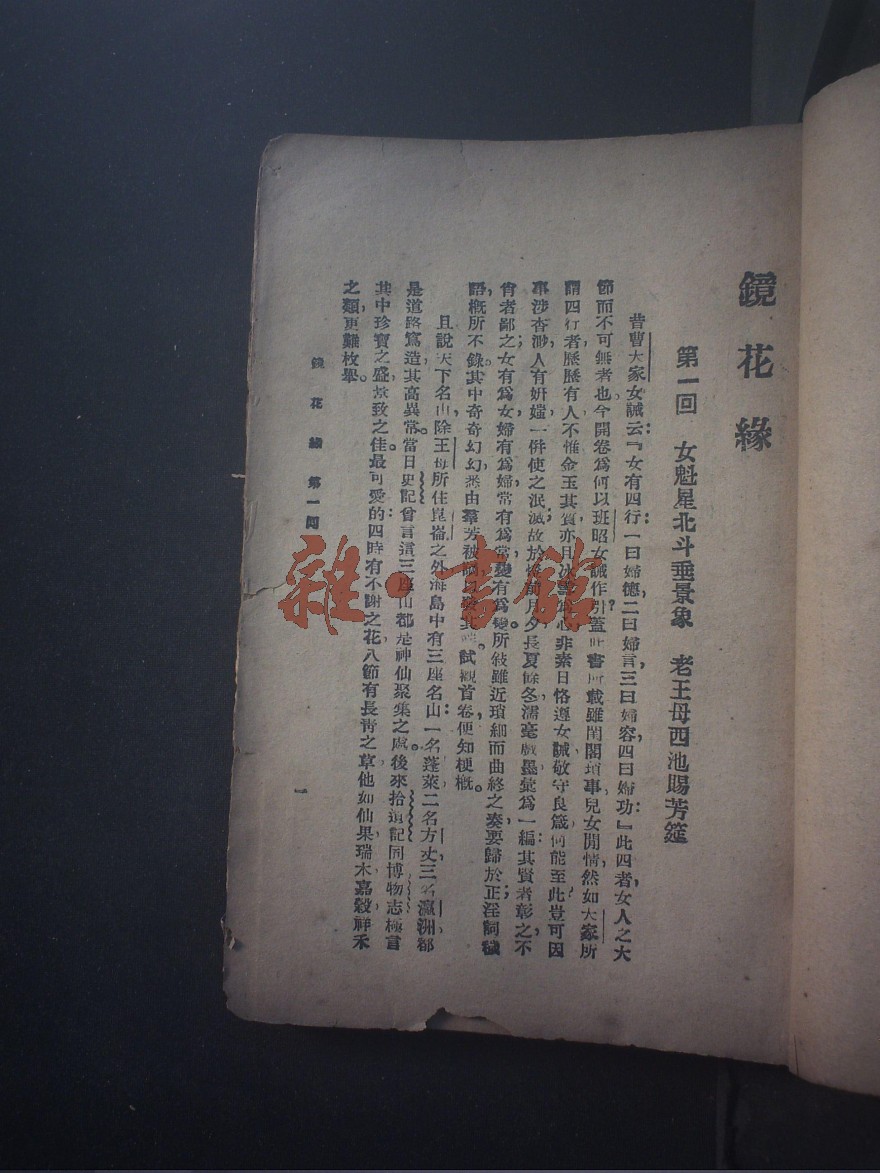 鏡花緣
第一回　女魁星北斗垂景象　老王母西池賜芳筵
昔曹大家女誡云：『女有四行：一曰婦德，二曰婦言，三曰婦容，四曰婦功。』此四者，女人之大
節而不可無者也。今開卷爲何以班昭女誡作引？蓋此書所載雖閨閣瑣事，兒女閒情，然如大家所
謂四行者，歷歷有人：不惟金玉其質，亦且冰雪爲心。非素日恪遵女誡，敬守良箴，何能至此？豈可因
事涉杳渺，人有妍媸，一併使之泯滅？故於燈前月夕，長夏餘冬，濡毫戲墨，彙爲一編：其賢者彰之，不
肖者鄙之；女有爲女，婦有爲婦；常有爲常，變有爲變。所敍雖近瑣細，而曲終之奏，要歸於正；淫詞穢
語，概所不錄。其中奇奇幻幻，悉由羣芳被謫，以發其端，試觀首卷，便知梗概。
且說天下名山，除王母所住崑崙之外，海島中有三座名山：一名蓬萊，二名方丈，三名瀛洲。都
是道路窵遠，其高異常。當日史記曾言這三座山都是神仙聚集之處。後來拾遺記同博物志極言
其中珍寶之盛，景致之佳。最可愛的，四時有不謝之花，八節有長青之草。他如仙果、瑞木、嘉穀、祥禾
之類，更難枚舉。
鏡花緣　第一回
一
雜·書館